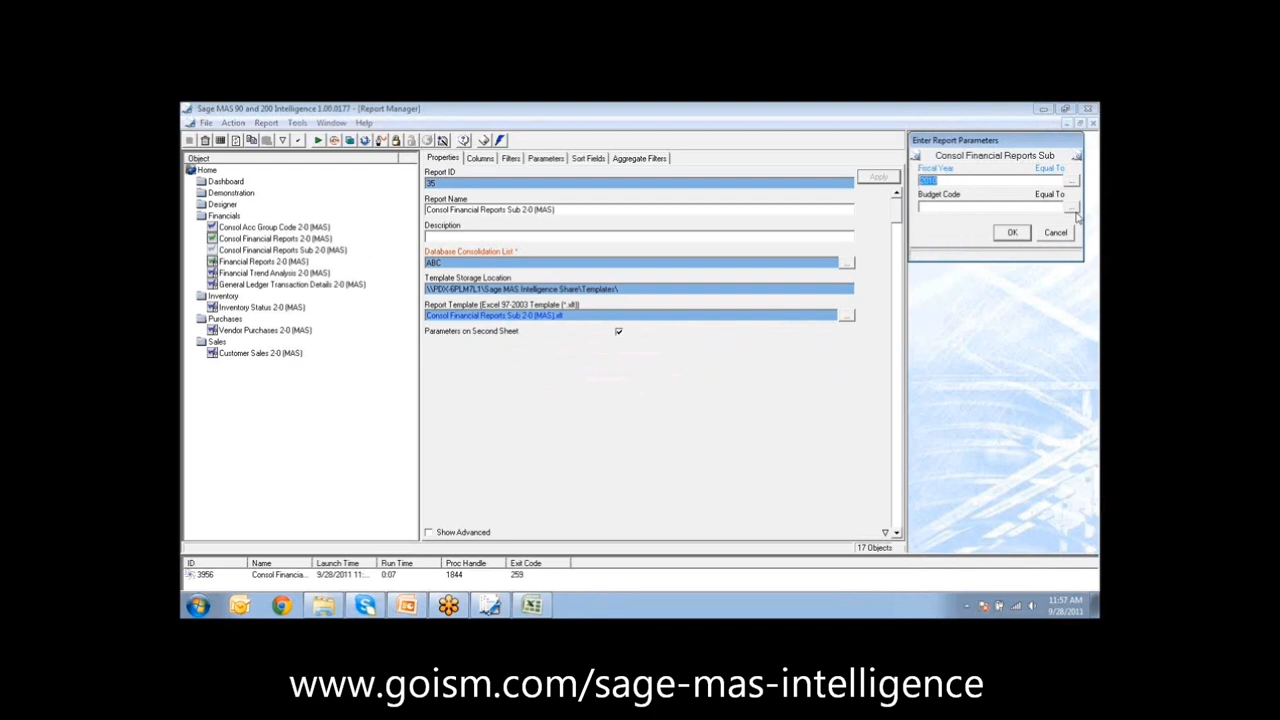 Sage MAS 90 and 200 Intelligence 1.00.0177 - [Report Manager]
File Action Report Tools Window Help
Object
Home
Dashboard
Demonstration
Designer
Financials
Consol Acc Group Code 2-0 (MAS)
Consol Financial Reports 2-0 (MAS)
Consol Financial Reports Sub 2-0 (MAS)
Financial Reports 2-0 (MAS)
Financial Trend Analysis 2-0 (MAS)
General Ledger Transaction Details 2-0 (MAS)
Inventory
Inventory Status 2-0 (MAS)
Purchases
Vendor Purchases 2-0 (MAS)
Sales
Customer Sales 2-0 (MAS)
Properties Columns Filters Parameters Sort Fields Aggregate Filters
Report ID
35
Apply
Report Name
Consol Financial Reports Sub 2-0 (MAS)
Description
Database Consolidation List *
ABC
...
Template Storage Location
\\PDX-6PLM7L1\Sage MAS Intelligence Share\Templates\
Report Template (Excel 97-2003 Template (*.xlt))
Consol Financial Reports Sub 2-0 (MAS).xlt
...
Parameters on Second Sheet
Show Advanced
17 Objects
Enter Report Parameters
Consol Financial Reports Sub
Fiscal Year Equal To
2010
...
Budget Code Equal To
...
OK Cancel
ID Name Launch Time Run Time Proc Handle Exit Code
3956 Consol Financia... 9/28/2011 11:... 0:07 1844 259
11:57 AM
9/28/2011
www.goism.com/sage-mas-intelligence